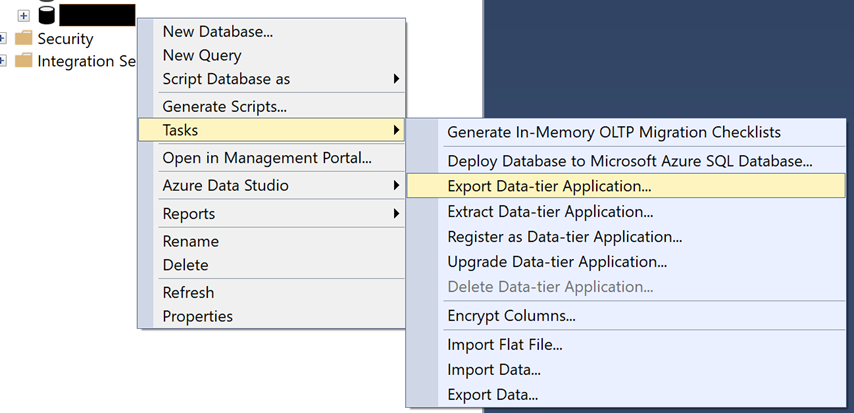 Security
Integration Se
New Database...
New Query
Script Database as
Generate Scripts...
Tasks
Open in Management Portal...
Azure Data Studio
Reports
Rename
Delete
Refresh
Properties
Generate In-Memory OLTP Migration Checklists
Deploy Database to Microsoft Azure SQL Database...
Export Data-tier Application...
Extract Data-tier Application...
Register as Data-tier Application...
Upgrade Data-tier Application...
Delete Data-tier Application...
Encrypt Columns...
Import Flat File...
Import Data...
Export Data...